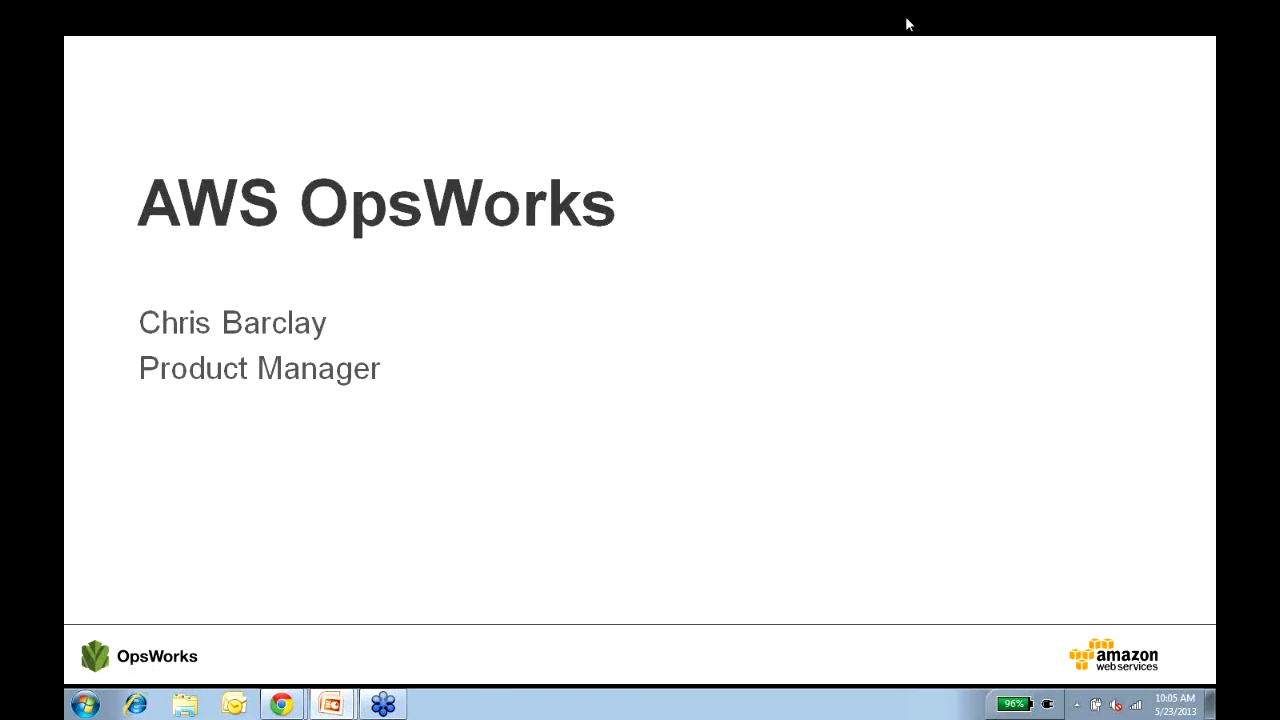 AWS OpsWorks
Chris Barclay
Product Manager
OpsWorks
amazon
web services
96%
10:05 AM
5/23/2013